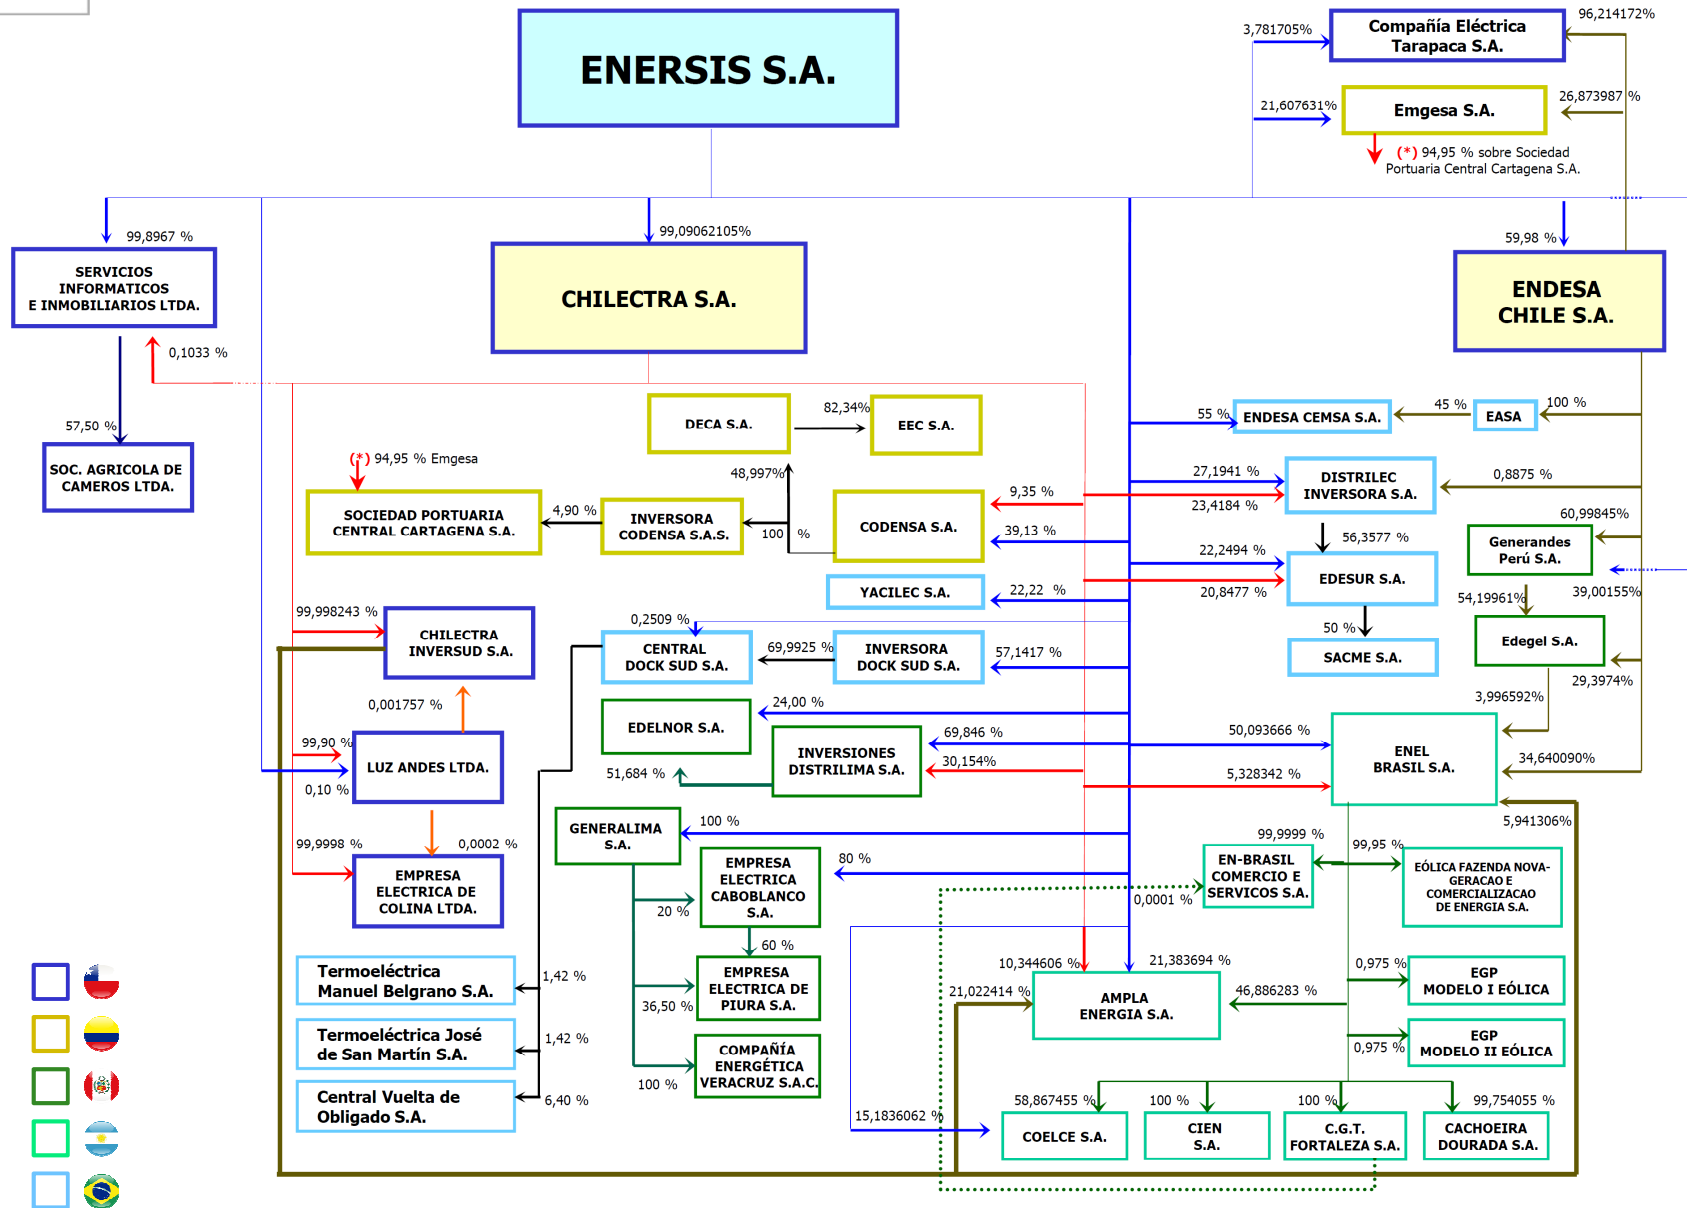 ENERSIS S.A.
3,781705%
Compañía Eléctrica
Tarapaca S.A.
96,214172%
21,607631%
Emgesa S.A.
26,873987 %
(*) 94,95 % sobre Sociedad
Portuaria Central Cartagena S.A.
99,8967 %
99,09062105%
59,98 %
SERVICIOS
INFORMATICOS
E INMOBILIARIOS LTDA.
CHILECTRA S.A.
ENDESA
CHILE S.A.
0,1033 %
57,50 %
SOC. AGRICOLA DE
CAMEROS LTDA.
DECA S.A.
82,34%
EEC S.A.
55 %
ENDESA CEMSA S.A.
45 %
EASA
100 %
(*) 94,95 % Emgesa
48,997%
SOCIEDAD PORTUARIA
CENTRAL CARTAGENA S.A.
4,90 %
INVERSORA
CODENSA S.A.S.
100 %
CODENSA S.A.
9,35 %
39,13 %
27,1941 %
23,4184 %
DISTRILEC
INVERSORA S.A.
0,8875 %
56,3577 %
60,99845%
Generandes
Perú S.A.
39,00155%
22,2494 %
20,8477 %
EDESUR S.A.
YACILEC S.A.
22,22 %
54,19961%
50 %
SACME S.A.
Edegel S.A.
29,3974%
99,998243 %
CHILECTRA
INVERSUD S.A.
0,2509 %
CENTRAL
DOCK SUD S.A.
69,9925 %
INVERSORA
DOCK SUD S.A.
57,1417 %
3,996592%
0,001757 %
EDELNOR S.A.
24,00 %
INVERSIONES
DISTRILIMA S.A.
69,846 %
30,154%
51,684 %
50,093666 %
5,328342 %
ENEL
BRASIL S.A.
34,640090%
5,941306%
99,90 %
LUZ ANDES LTDA.
0,10 %
GENERALIMA
S.A.
100 %
99,9998 %
0,0002 %
EMPRESA
ELECTRICA DE
COLINA LTDA.
EMPRESA
ELECTRICA
CABOBLANCO
S.A.
80 %
20 %
60 %
99,9999 %
EN-BRASIL
COMERCIO E
SERVICOS S.A.
0,0001 %
99,95 %
EÓLICA FAZENDA NOVA-
GERACAO E
COMERCIALIZACAO
DE ENERGIA S.A.
Termoeléctrica
Manuel Belgrano S.A.
1,42 %
EMPRESA
ELECTRICA DE
PIURA S.A.
36,50 %
10,344606 %
21,383694 %
21,022414 %
AMPLA
ENERGIA S.A.
46,886283 %
0,975 %
EGP
MODELO I EÓLICA
Termoeléctrica José
de San Martín S.A.
1,42 %
COMPAÑÍA
ENERGÉTICA
VERACRUZ S.A.C.
100 %
0,975 %
EGP
MODELO II EÓLICA
Central Vuelta de
Obligado S.A.
6,40 %
15,1836062 %
58,867455 %
COELCE S.A.
100 %
CIEN
S.A.
100 %
C.G.T.
FORTALEZA S.A.
99,754055 %
CACHOEIRA
DOURADA S.A.